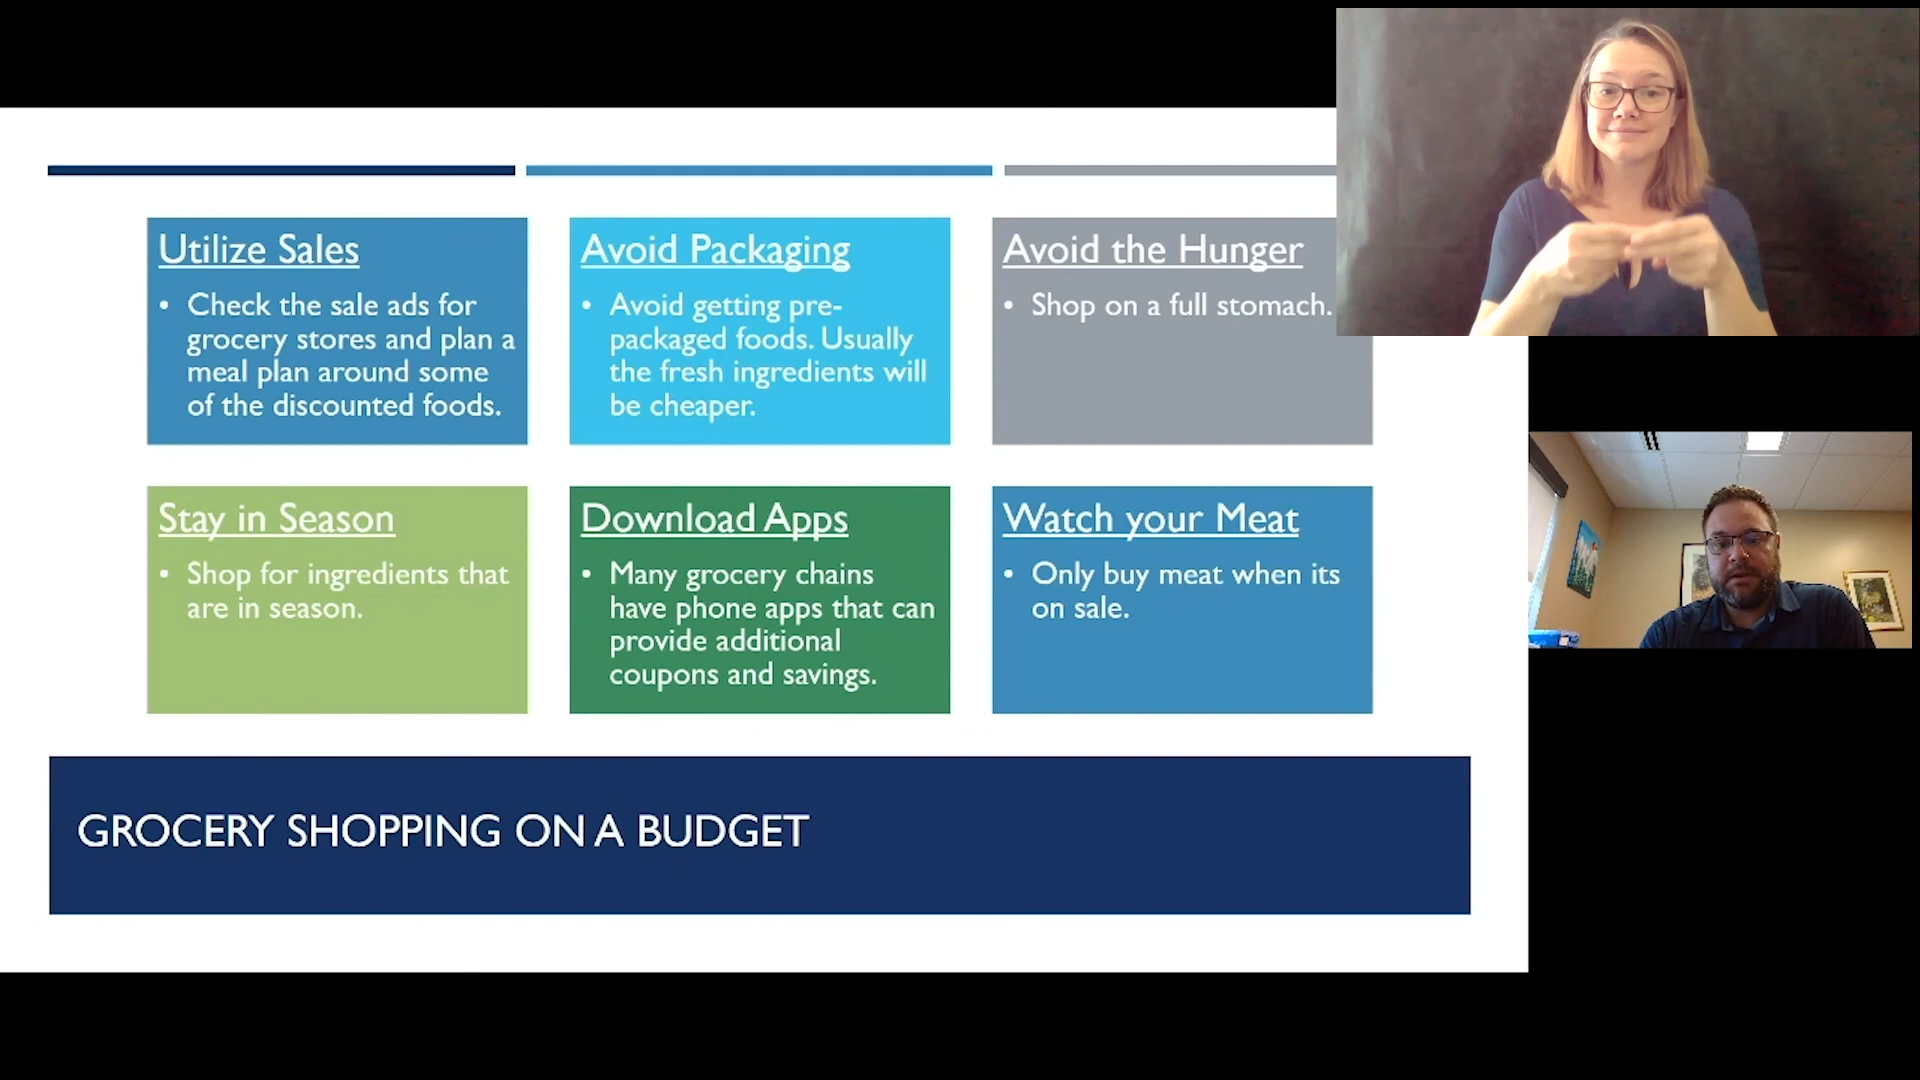 Utilize Sales
• Check the sale ads for
grocery stores and plan a
meal plan around some
of the discounted foods.
Avoid Packaging
• Avoid getting pre-
packaged foods. Usually
the fresh ingredients will
be cheaper.
Avoid the Hunger
• Shop on a full stomach.
Stay in Season
• Shop for ingredients that
are in season.
Download Apps
• Many grocery chains
have phone apps that can
provide additional
coupons and savings.
Watch your Meat
• Only buy meat when its
on sale.
GROCERY SHOPPING ON A BUDGET